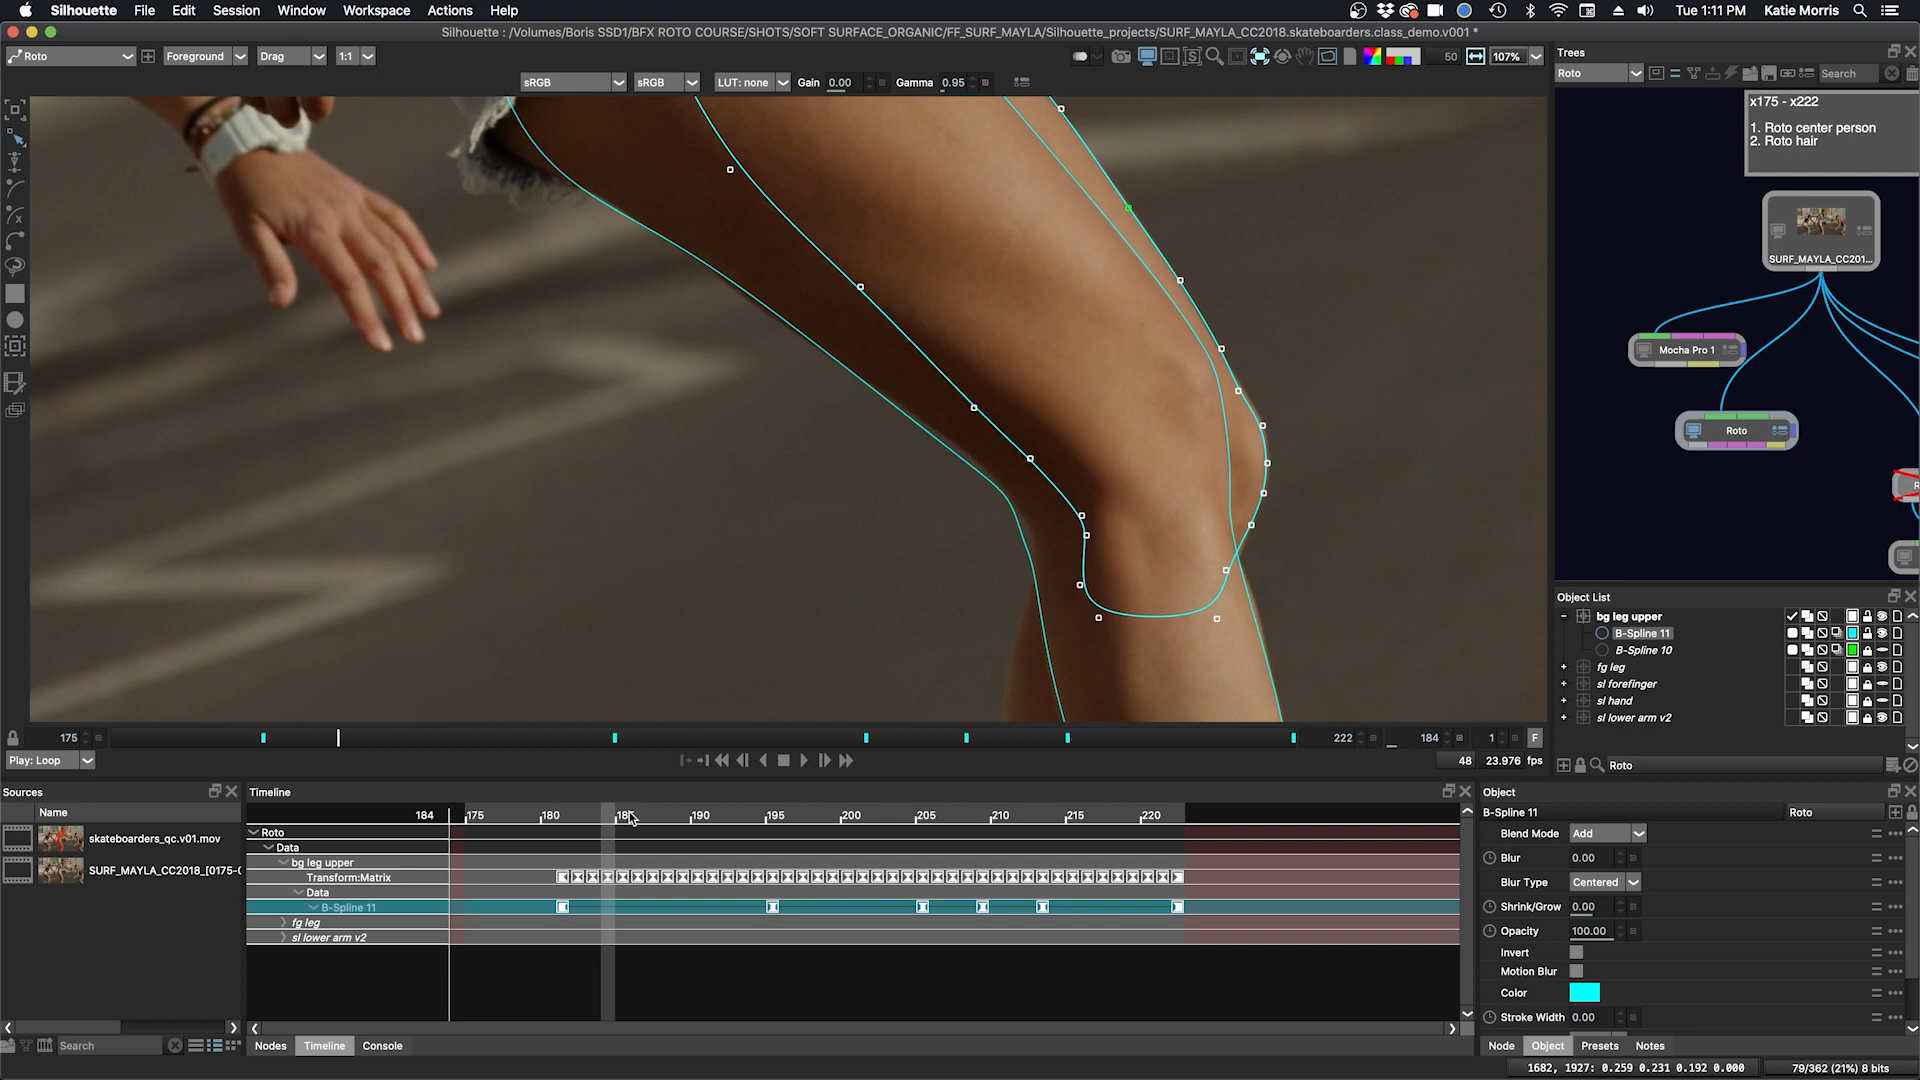 Silhouette File Edit Session Window Workspace Actions Help Tue 1:11 PM Katie Morris
Silhouette : /Volumes/Boris SSD1/BFX ROTO COURSE/SHOTS/SOFT SURFACE_ORGANIC/FF_SURF_MAYLA/Silhouette_projects/SURF_MAYLA_CC2018.skateboarders.class_demo.v001 *
Roto Foreground Drag 1:1 50 107%
sRGB sRGB LUT: none Gain 0.00 Gamma 0.95
Trees
Roto Search
x175 - x222
1. Roto center person
2. Roto hair
SURF_MAYLA_CC201...
Mocha Pro 1
Roto
Object List
bg leg upper
B-Spline 11
B-Spline 10
fg leg
sl forefinger
sl hand
sl lower arm v2
Roto
175 222 184 1 F
Play: Loop 48 23.976 fps
Sources
Name
skateboarders_qc.v01.mov
SURF_MAYLA_CC2018_[0175-0
Search
Timeline
184 175 180 185 190 195 200 205 210 215 220
Roto
Data
bg leg upper
Transform:Matrix
Data
B-Spline 11
fg leg
sl lower arm v2
Nodes Timeline Console
Object
B-Spline 11 Roto
Blend Mode Add
Blur 0.00
Blur Type Centered
Shrink/Grow 0.00
Opacity 100.00
Invert
Motion Blur
Color
Stroke Width 0.00
Node Object Presets Notes
1682, 1927: 0.259 0.231 0.192 0.000 79/362 (21%) 8 bits